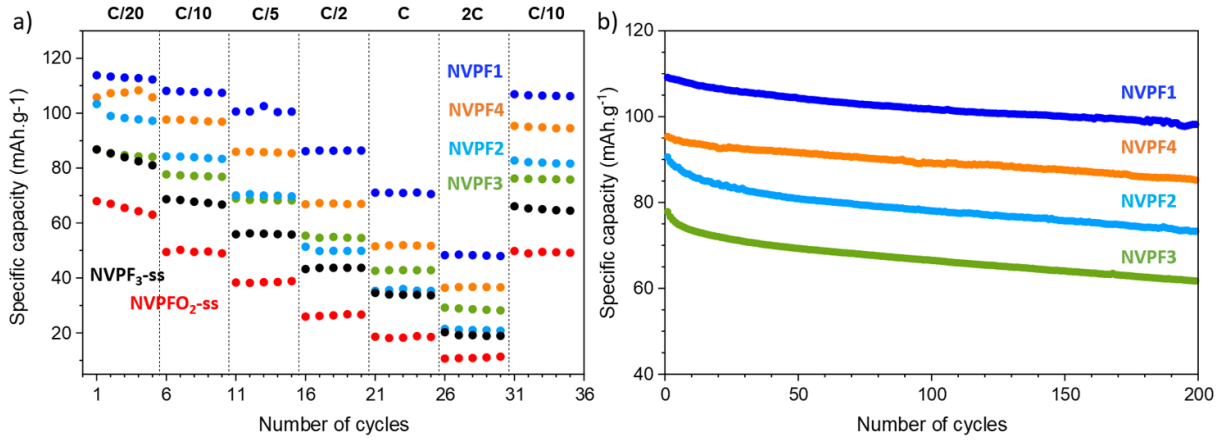 a)
C/20 C/10 C/5 C/2 C 2C C/10
Specific capacity (mAh.g-1)
120
100
80
60
40
20
NVPF1
NVPF4
NVPF2
NVPF3
NVPF₃-ss
NVPFO₂-ss
1 6 11 16 21 26 31 36
Number of cycles
b)
Specific capacity (mAh.g⁻¹)
120
100
80
60
40
NVPF1
NVPF4
NVPF2
NVPF3
0 50 100 150 200
Number of cycles